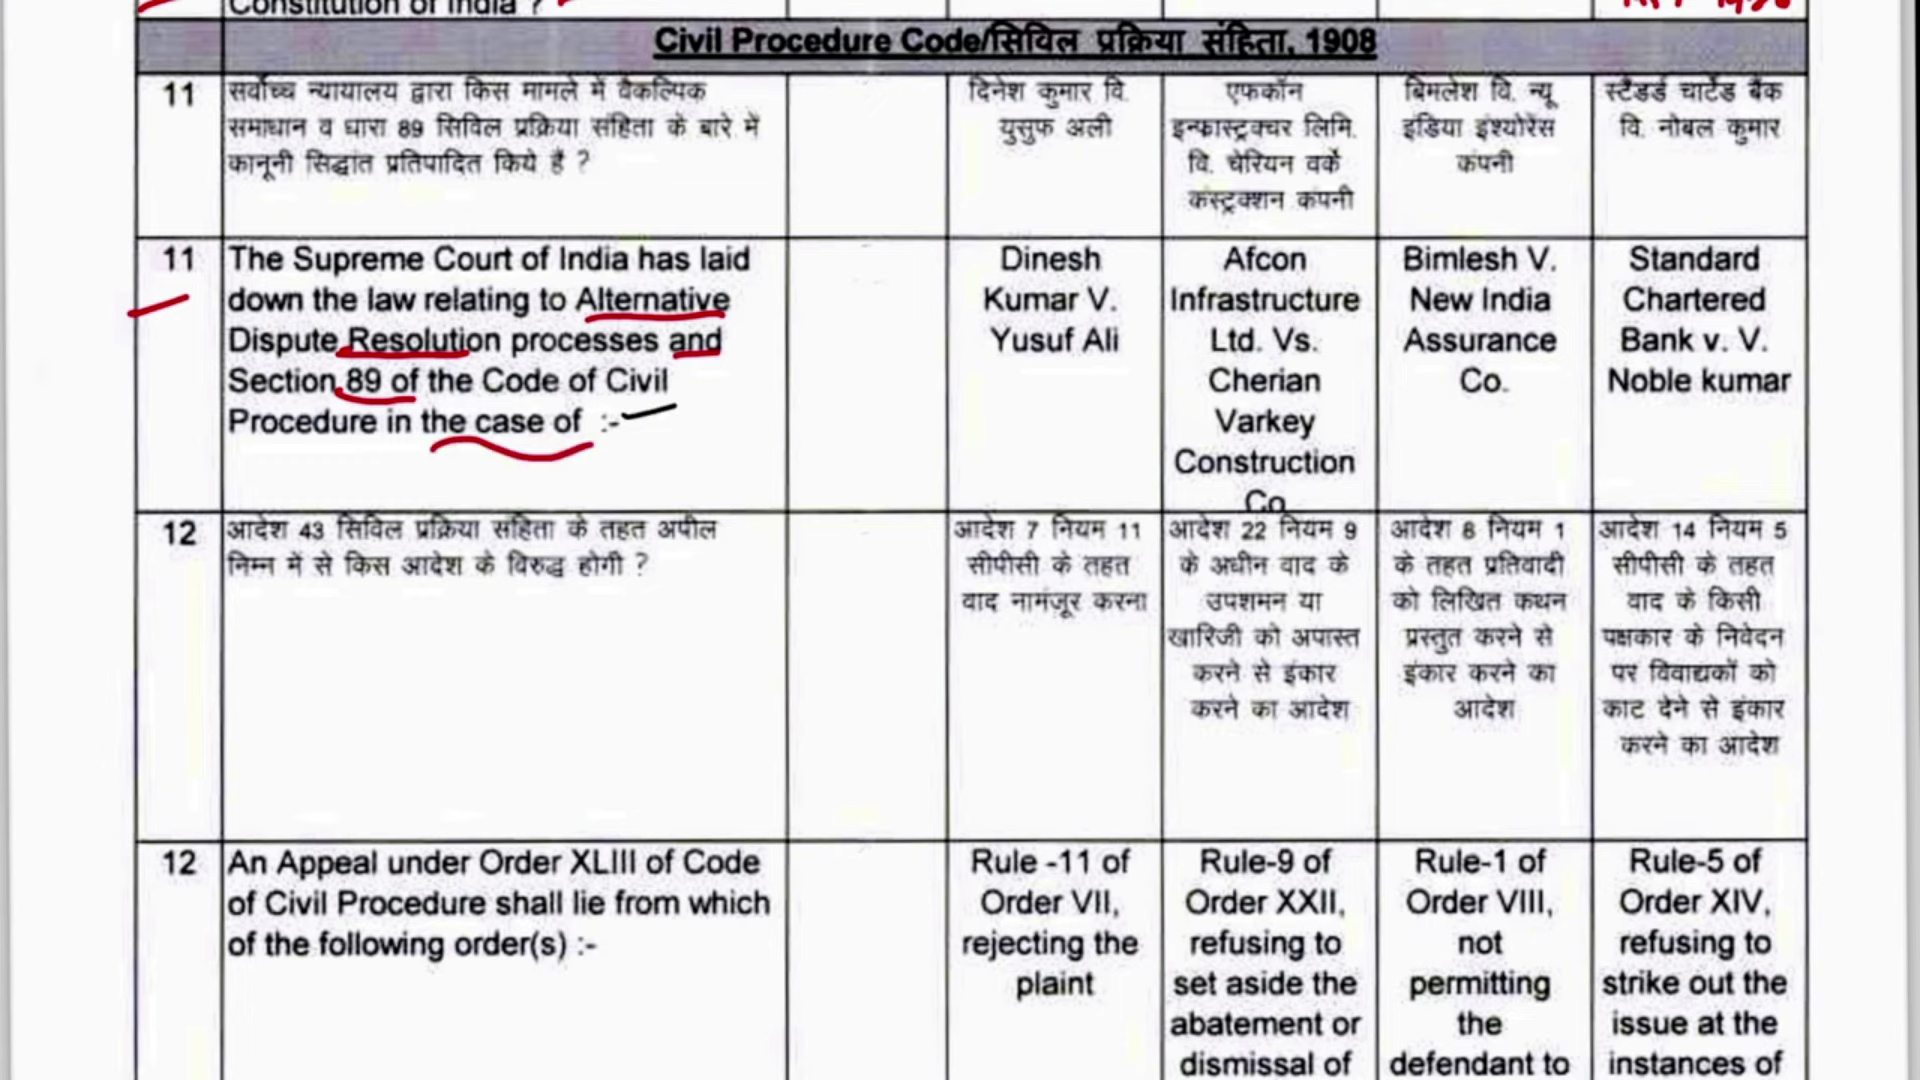 Constitution of India ?
Civil Procedure Code/सिविल प्रक्रिया संहिता, 1908
11
सर्वोच्च न्यायालय द्वारा किस मामले में वैकल्पिक
समाधान व धारा 89 सिविल प्रक्रिया संहिता के बारे में
कानूनी सिद्धांत प्रतिपादित किये है ?
दिनेश कुमार वि.
युसुफ अली
एफकॉन
इन्फ्रास्ट्रक्चर लिमि.
वि. चेरियन वर्के
कंस्ट्रक्शन कंपनी
बिमलेश वि. न्यू
इंडिया इंश्योरेंस
कंपनी
स्टैंडर्ड चार्टेड बैंक
वि. नोबल कुमार
11
The Supreme Court of India has laid
down the law relating to Alternative
Dispute Resolution processes and
Section 89 of the Code of Civil
Procedure in the case of :-
Dinesh
Kumar V.
Yusuf Ali
Afcon
Infrastructure
Ltd. Vs.
Cherian
Varkey
Construction
Co
Bimlesh V.
New India
Assurance
Co.
Standard
Chartered
Bank v. V.
Noble kumar
12
आदेश 43 सिविल प्रक्रिया संहिता के तहत अपील
निम्न में से किस आदेश के विरुद्ध होगी ?
आदेश 7 नियम 11
सीपीसी के तहत
वाद नामंजूर करना
आदेश 22 नियम 9
के अधीन वाद के
उपशमन या
खारिजी को अपास्त
करने से इंकार
करने का आदेश
आदेश 8 नियम 1
के तहत प्रतिवादी
को लिखित कथन
प्रस्तुत करने से
इंकार करने का
आदेश
आदेश 14 नियम 5
सीपीसी के तहत
वाद के किसी
पक्षकार के निवेदन
पर विवाद्यकों को
काट देने से इंकार
करने का आदेश
12
An Appeal under Order XLIII of Code
of Civil Procedure shall lie from which
of the following order(s) :-
Rule -11 of
Order VII,
rejecting the
plaint
Rule-9 of
Order XXII,
refusing to
set aside the
abatement or
dismissal of
Rule-1 of
Order VIII,
not
permitting
the
defendant to
Rule-5 of
Order XIV,
refusing to
strike out the
issue at the
instances of